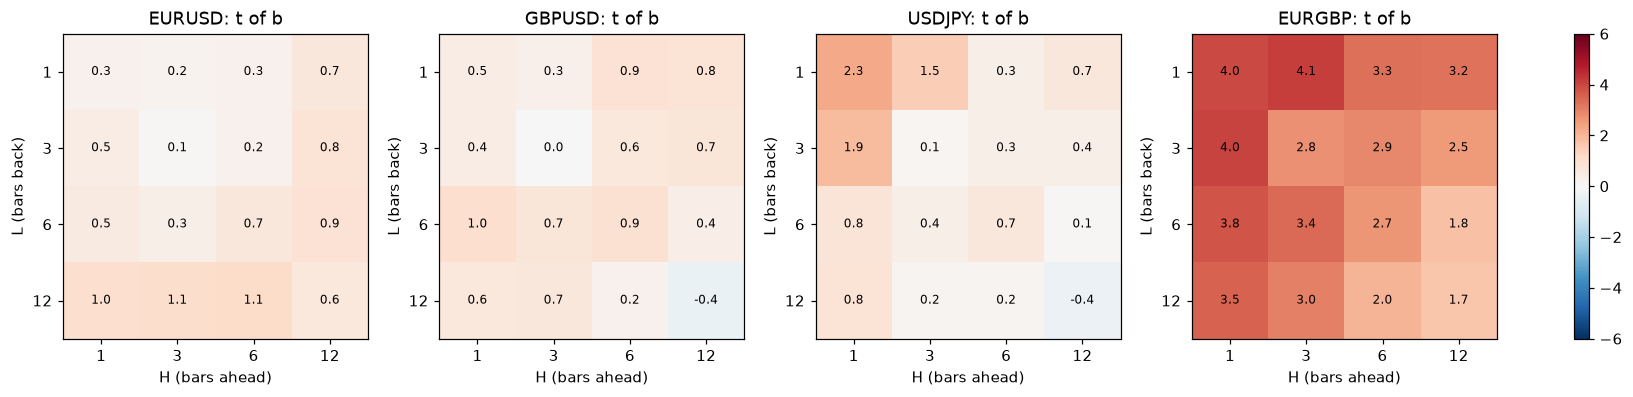 EURUSD: t of b
GBPUSD: t of b
USDJPY: t of b
EURGBP: t of b
L (bars back)
1
3
6
12
0.3 0.2 0.3 0.7
0.5 0.1 0.2 0.8
0.5 0.3 0.7 0.9
1.0 1.1 1.1 0.6
1 3 6 12
H (bars ahead)
L (bars back)
1
3
6
12
0.5 0.3 0.9 0.8
0.4 0.0 0.6 0.7
1.0 0.7 0.9 0.4
0.6 0.7 0.2 -0.4
1 3 6 12
H (bars ahead)
L (bars back)
1
3
6
12
2.3 1.5 0.3 0.7
1.9 0.1 0.3 0.4
0.8 0.4 0.7 0.1
0.8 0.2 0.2 -0.4
1 3 6 12
H (bars ahead)
L (bars back)
1
3
6
12
4.0 4.1 3.3 3.2
4.0 2.8 2.9 2.5
3.8 3.4 2.7 1.8
3.5 3.0 2.0 1.7
1 3 6 12
H (bars ahead)
6
4
2
0
−2
−4
−6